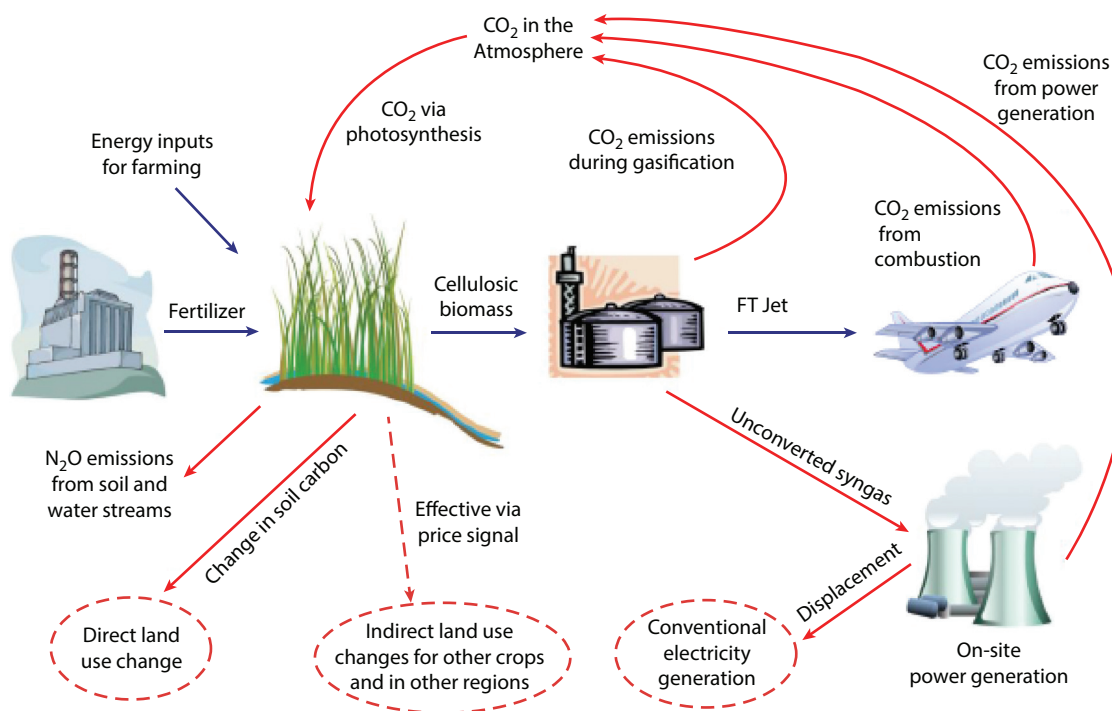 CO₂ in the
Atmosphere
CO₂ emissions
from power
generation
CO₂ via
photosynthesis
Energy inputs
for farming
CO₂ emissions
during gasification
CO₂ emissions
from
combustion
Fertilizer
Cellulosic
biomass
FT Jet
N₂O emissions
from soil and
water streams
Change in soil carbon
Effective via
price signal
Unconverted syngas
Displacement
Direct land
use change
Indirect land use
changes for other crops
and in other regions
Conventional
electricity
generation
On-site
power generation